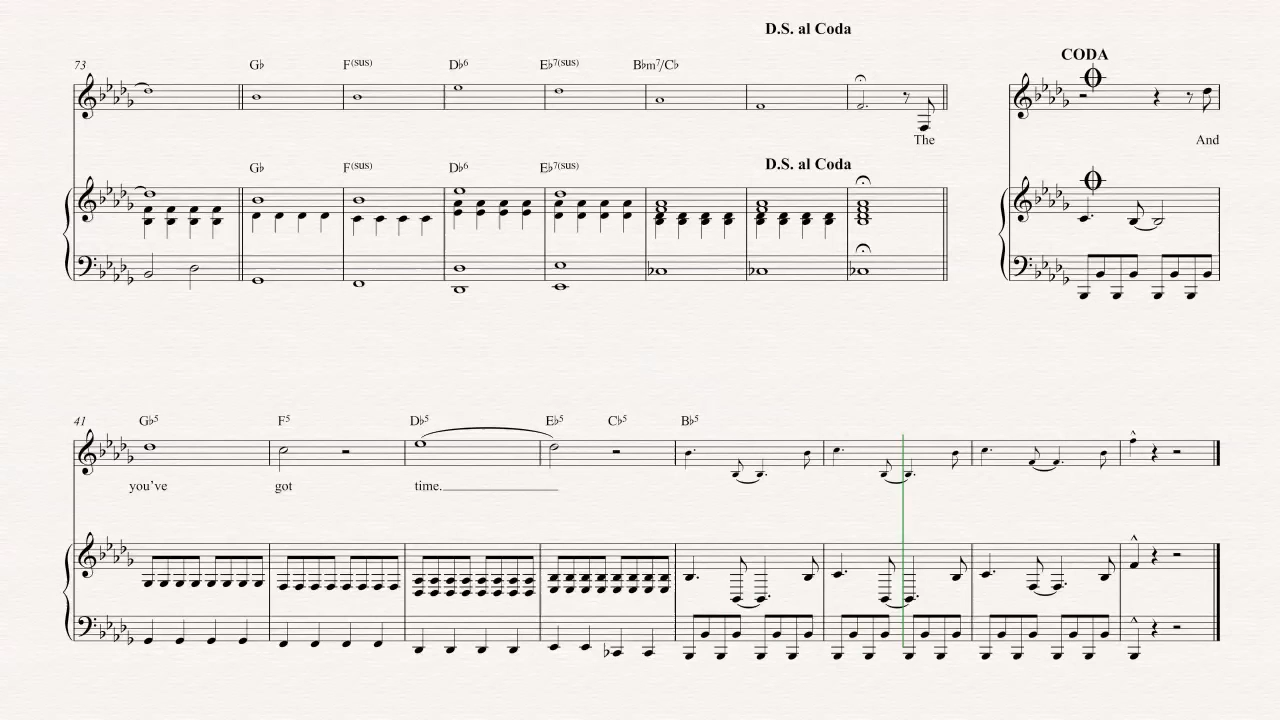 D.S. al Coda
CODA
73 G♭ F(sus) D♭6 E♭7(sus) B♭m7/C♭
The And
G♭ F(sus) D♭6 E♭7(sus) D.S. al Coda
41 G♭5 F5 D♭5 E♭5 C♭5 B♭5
you've got time.